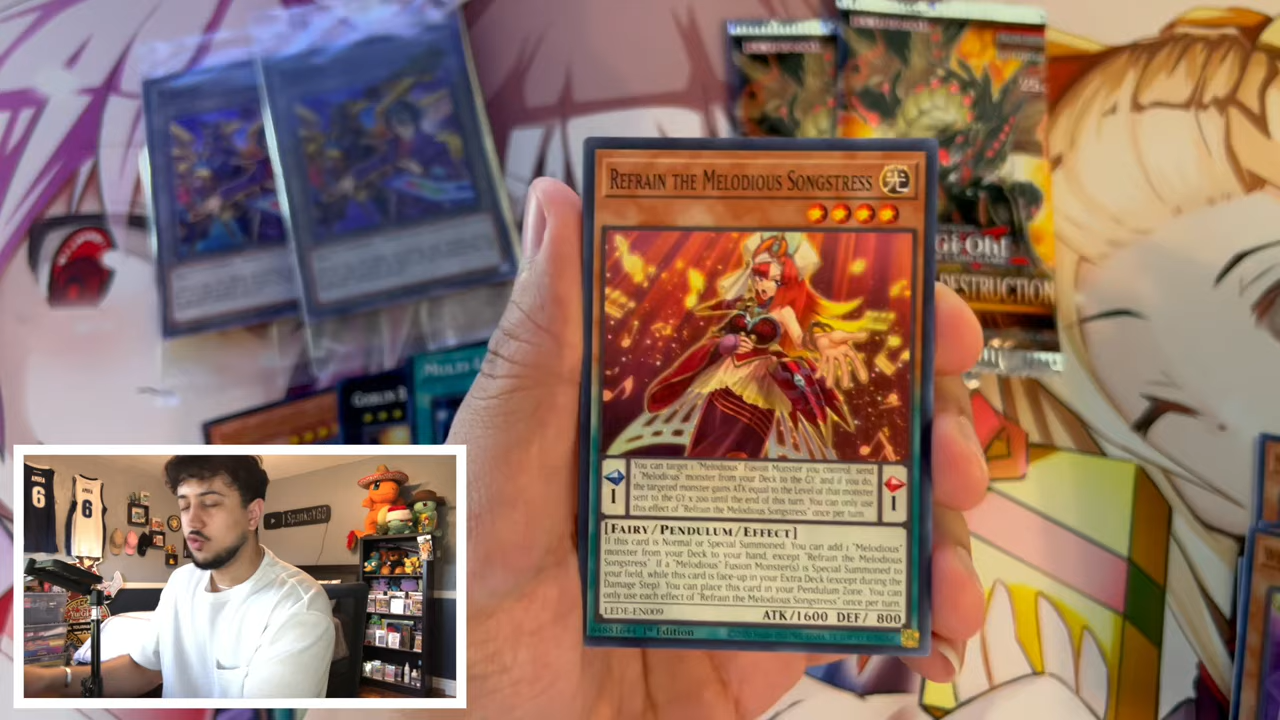 REFRAIN THE MELODIOUS SONGSTRESS 光
1
1
You can target 1 "Melodious" Fusion Monster you control; send
1 "Melodious" monster from your Deck to the GY, and if you do,
the targeted monster gains ATK equal to the Level of that monster
sent to the GY x 200 until the end of this turn. You can only use
this effect of "Refrain the Melodious Songstress" once per turn.
[FAIRY/PENDULUM/EFFECT]
If this card is Normal or Special Summoned: You can add 1 "Melodious"
monster from your Deck to your hand, except "Refrain the Melodious
Songstress". If a "Melodious" Fusion Monster(s) is Special Summoned to
your field, while this card is face-up in your Extra Deck (except during the
Damage Step): You can place this card in your Pendulum Zone. You can
only use each effect of "Refrain the Melodious Songstress" once per turn.
LEDE-EN009
ATK/1600 DEF/ 800
64881644 1st Edition
DESTRUCTION
GOBLIN B
MULTI-
AMINA
6
AMINA
6
SpankoYGO